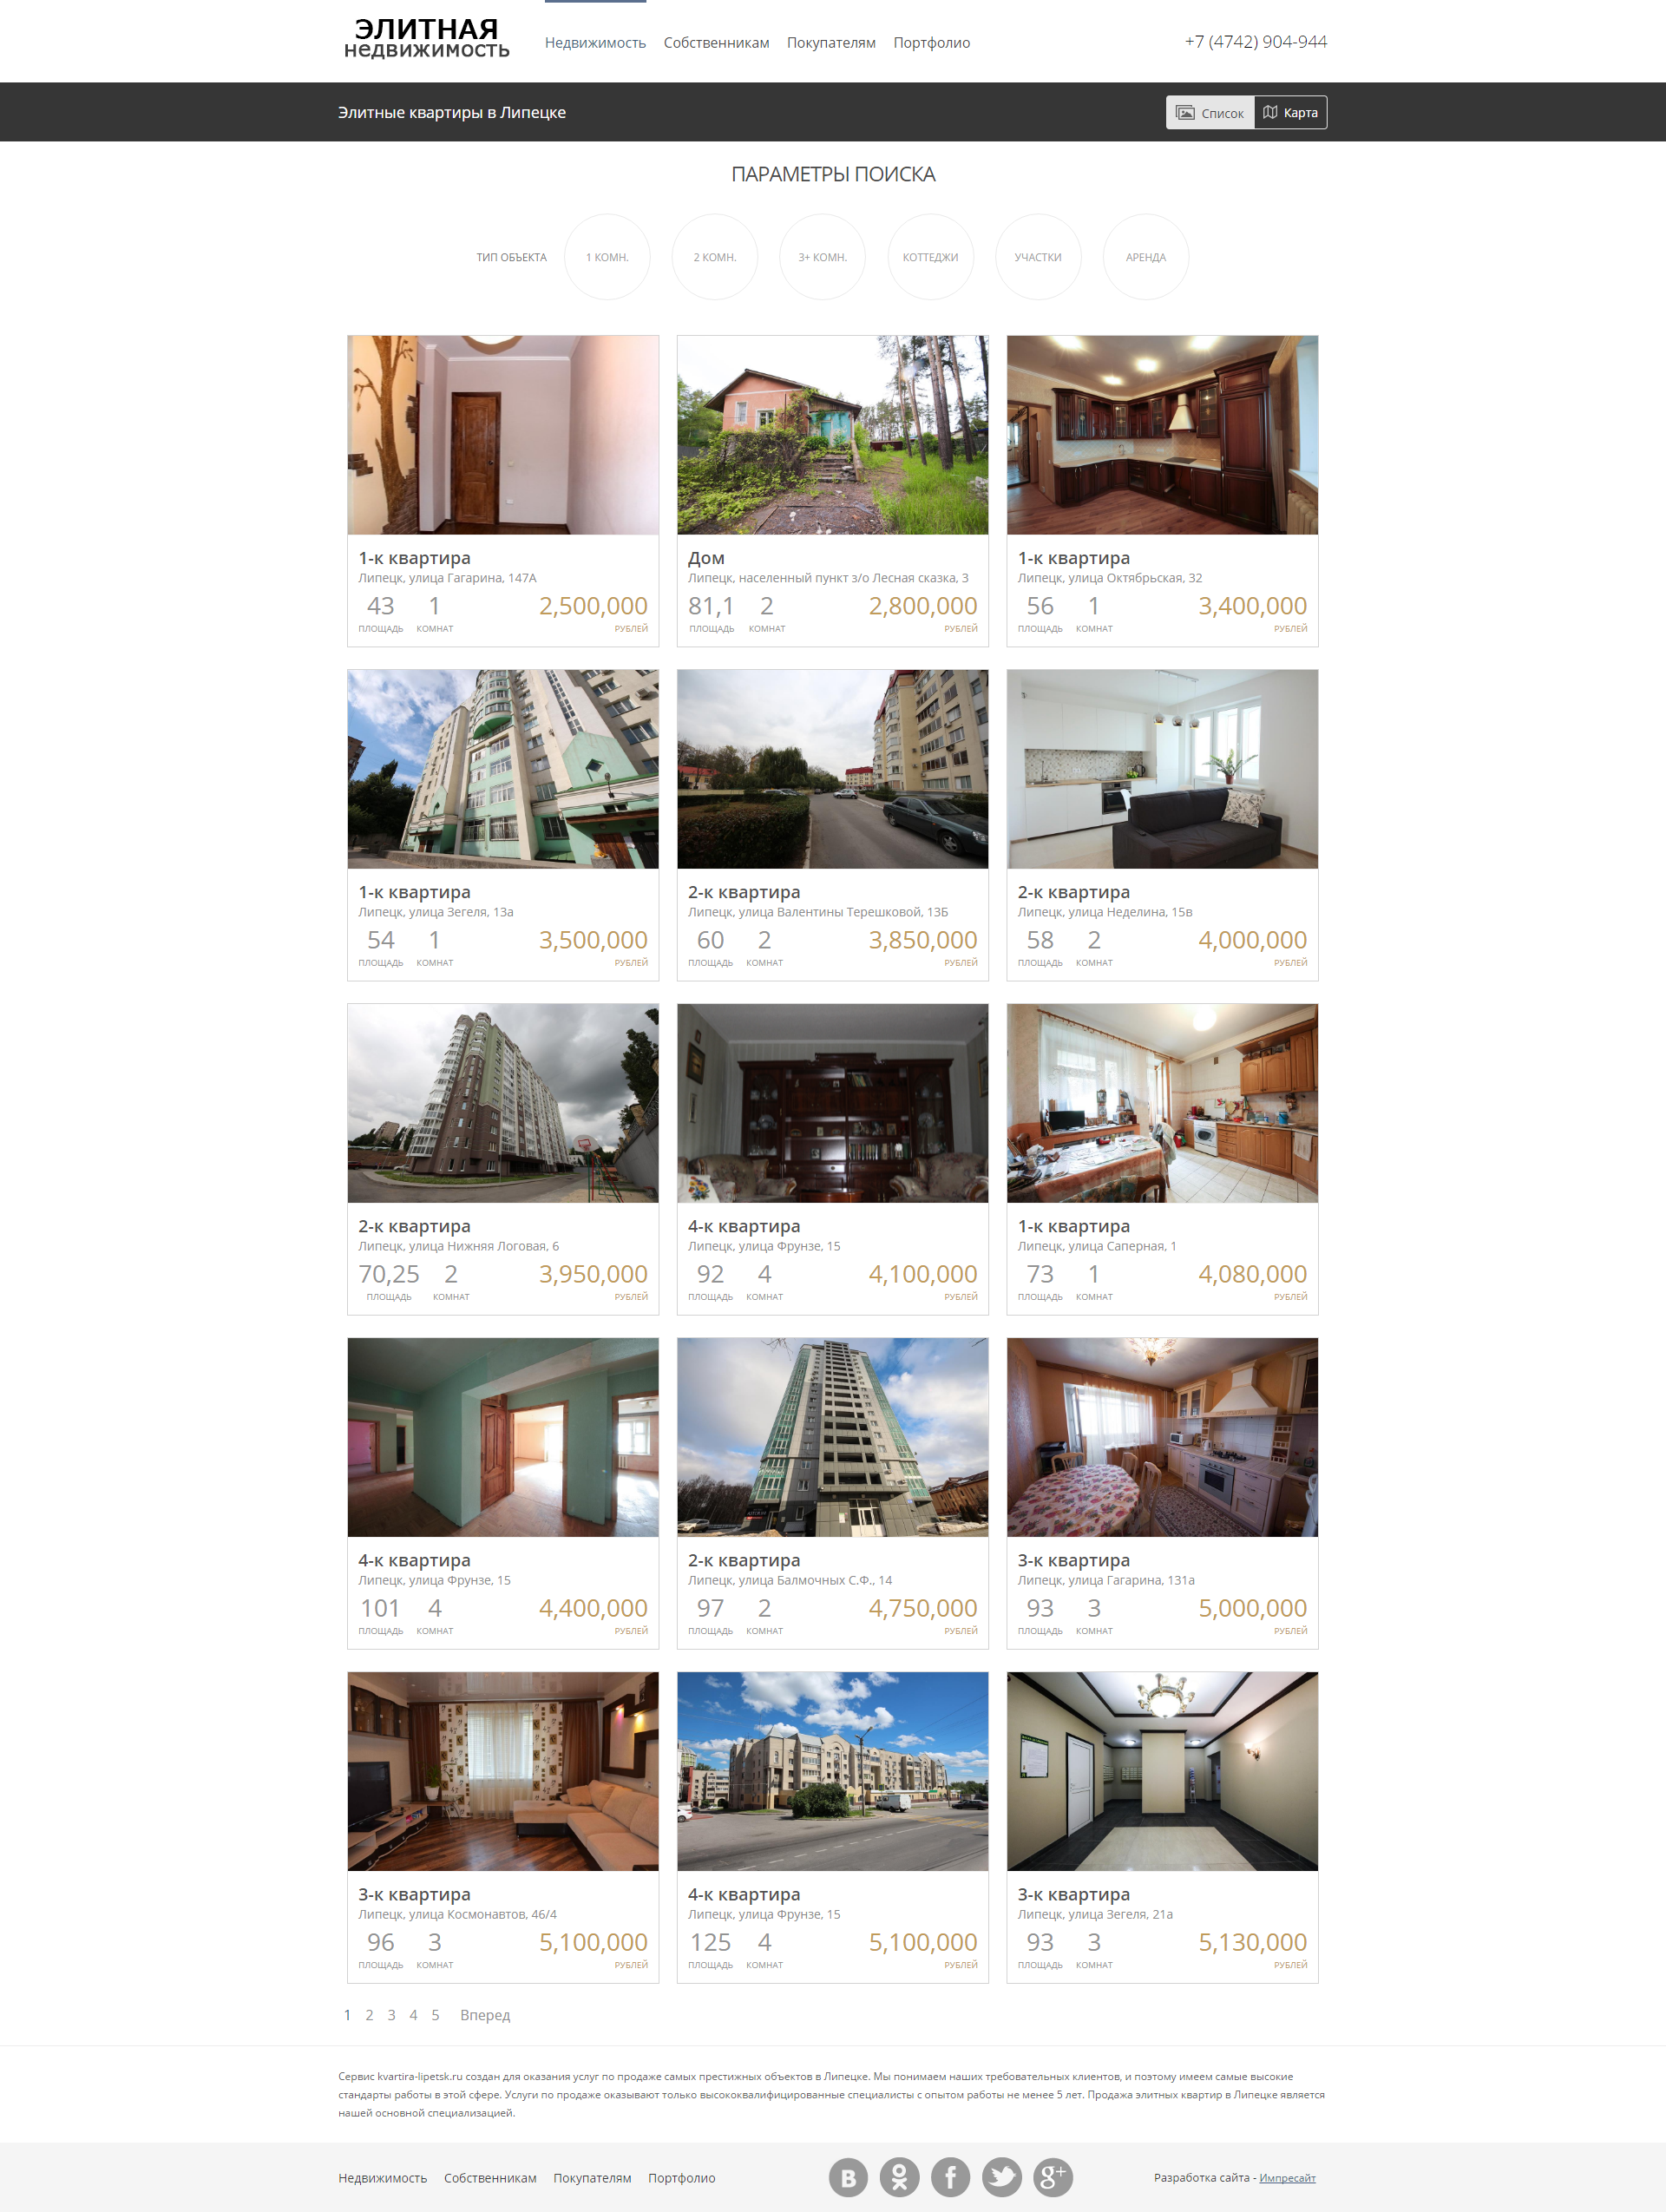 ЭЛИТНАЯ
недвижимость
Недвижимость Собственникам Покупателям Портфолио
+7 (4742) 904-944
Элитные квартиры в Липецке
Список Карта
ПАРАМЕТРЫ ПОИСКА
ТИП ОБЪЕКТА 1 КОМН. 2 КОМН. 3+ КОМН. КОТТЕДЖИ УЧАСТКИ АРЕНДА
1-к квартира
Липецк, улица Гагарина, 147А
43 1 2,500,000
ПЛОЩАДЬ КОМНАТ РУБЛЕЙ
Дом
Липецк, населенный пункт з/о Лесная сказка, 3
81,1 2 2,800,000
ПЛОЩАДЬ КОМНАТ РУБЛЕЙ
1-к квартира
Липецк, улица Октябрьская, 32
56 1 3,400,000
ПЛОЩАДЬ КОМНАТ РУБЛЕЙ
1-к квартира
Липецк, улица Зегеля, 13а
54 1 3,500,000
ПЛОЩАДЬ КОМНАТ РУБЛЕЙ
2-к квартира
Липецк, улица Валентины Терешковой, 13Б
60 2 3,850,000
ПЛОЩАДЬ КОМНАТ РУБЛЕЙ
2-к квартира
Липецк, улица Неделина, 15в
58 2 4,000,000
ПЛОЩАДЬ КОМНАТ РУБЛЕЙ
2-к квартира
Липецк, улица Нижняя Логовая, 6
70,25 2 3,950,000
ПЛОЩАДЬ КОМНАТ РУБЛЕЙ
4-к квартира
Липецк, улица Фрунзе, 15
92 4 4,100,000
ПЛОЩАДЬ КОМНАТ РУБЛЕЙ
1-к квартира
Липецк, улица Саперная, 1
73 1 4,080,000
ПЛОЩАДЬ КОМНАТ РУБЛЕЙ
4-к квартира
Липецк, улица Фрунзе, 15
101 4 4,400,000
ПЛОЩАДЬ КОМНАТ РУБЛЕЙ
2-к квартира
Липецк, улица Балмочных С.Ф., 14
97 2 4,750,000
ПЛОЩАДЬ КОМНАТ РУБЛЕЙ
3-к квартира
Липецк, улица Гагарина, 131а
93 3 5,000,000
ПЛОЩАДЬ КОМНАТ РУБЛЕЙ
3-к квартира
Липецк, улица Космонавтов, 46/4
96 3 5,100,000
ПЛОЩАДЬ КОМНАТ РУБЛЕЙ
4-к квартира
Липецк, улица Фрунзе, 15
125 4 5,100,000
ПЛОЩАДЬ КОМНАТ РУБЛЕЙ
3-к квартира
Липецк, улица Зегеля, 21а
93 3 5,130,000
ПЛОЩАДЬ КОМНАТ РУБЛЕЙ
1 2 3 4 5 Вперед
Сервис kvartira-lipetsk.ru создан для оказания услуг по продаже самых престижных объектов в Липецке. Мы понимаем наших требовательных клиентов, и поэтому имеем самые высокие
стандарты работы в этой сфере. Услуги по продаже оказывают только высококвалифицированные специалисты с опытом работы не менее 5 лет. Продажа элитных квартир в Липецке является
нашей основной специализацией.
Недвижимость Собственникам Покупателям Портфолио
Разработка сайта - Импресайт